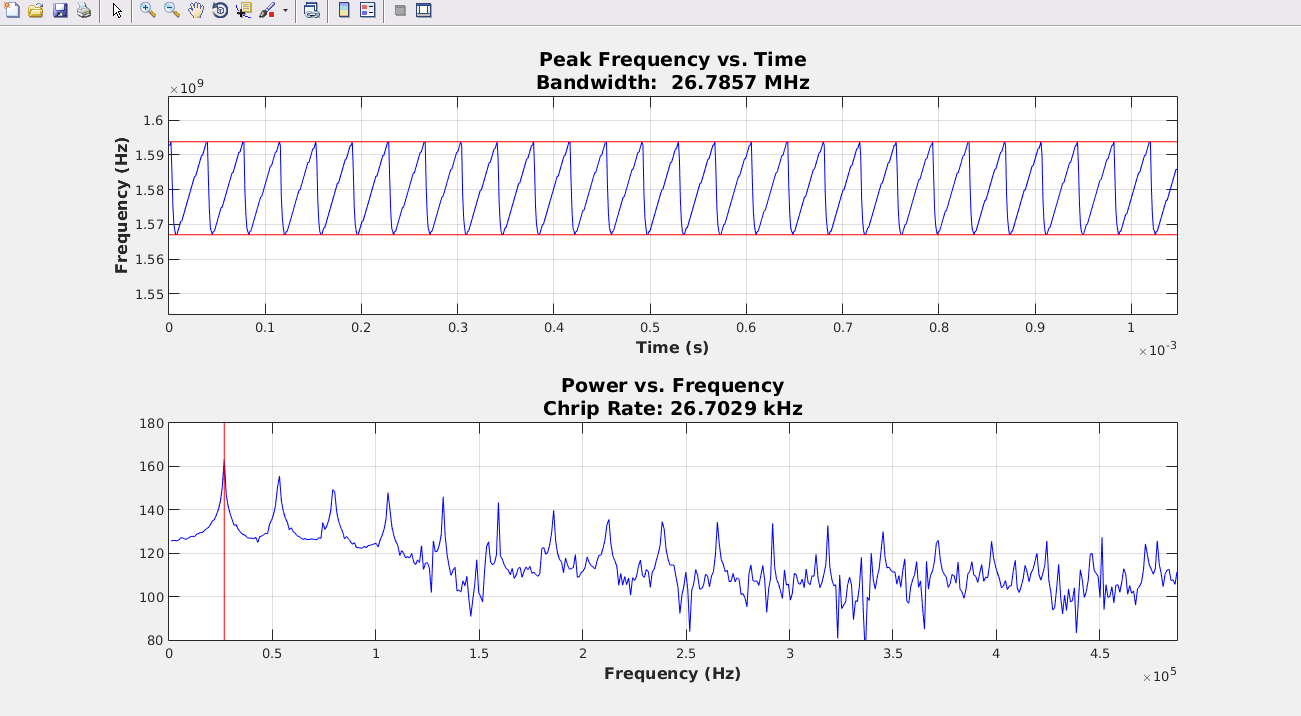 Peak Frequency vs. Time
Bandwidth:  26.7857 MHz
×10^9
1.6
1.59
1.58
1.57
1.56
1.55
Frequency (Hz)
0 0.1 0.2 0.3 0.4 0.5 0.6 0.7 0.8 0.9 1
Time (s)
×10^-3
Power vs. Frequency
Chrip Rate: 26.7029 kHz
180
160
140
120
100
80
0 0.5 1 1.5 2 2.5 3 3.5 4 4.5
Frequency (Hz)
×10^5